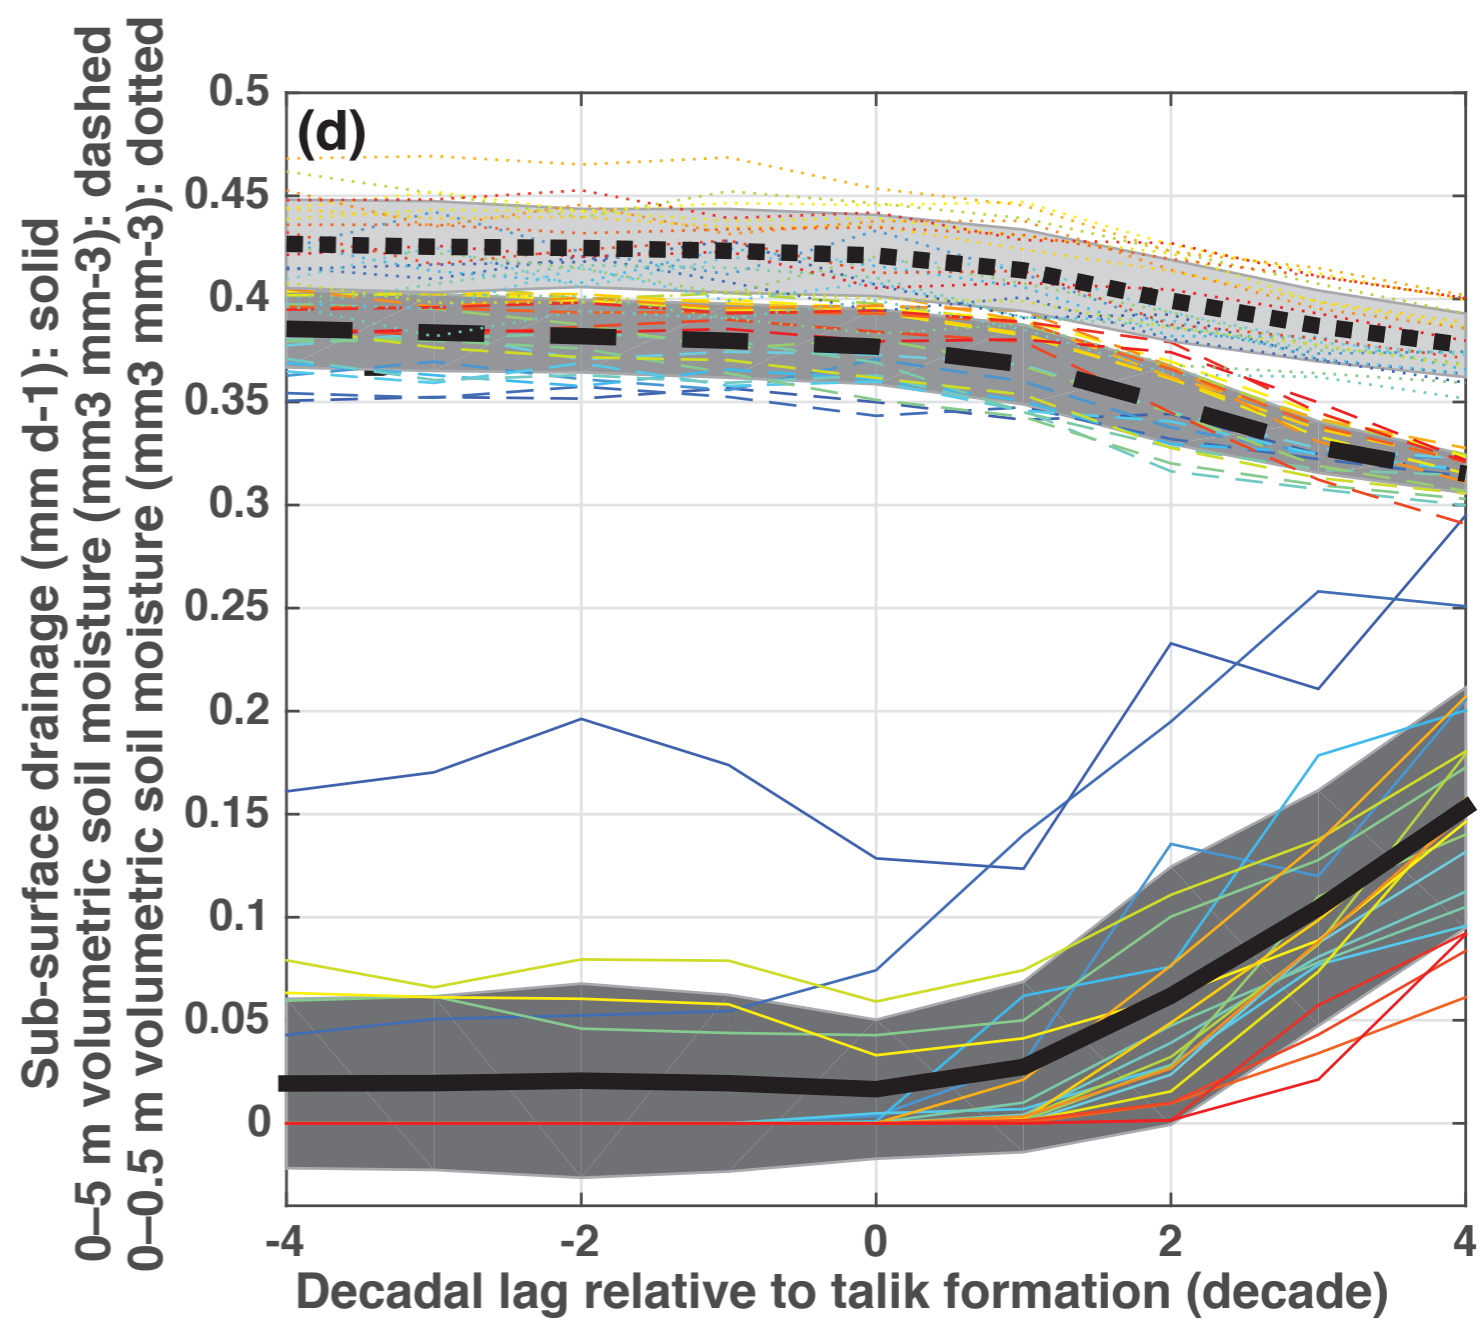 Sub-surface drainage (mm d-1): solid
0–5 m volumetric soil moisture (mm3 mm-3): dashed
0–0.5 m volumetric soil moisture (mm3 mm-3): dotted
(d)
0.5
0.45
0.4
0.35
0.3
0.25
0.2
0.15
0.1
0.05
0
-4 -2 0 2 4
Decadal lag relative to talik formation (decade)